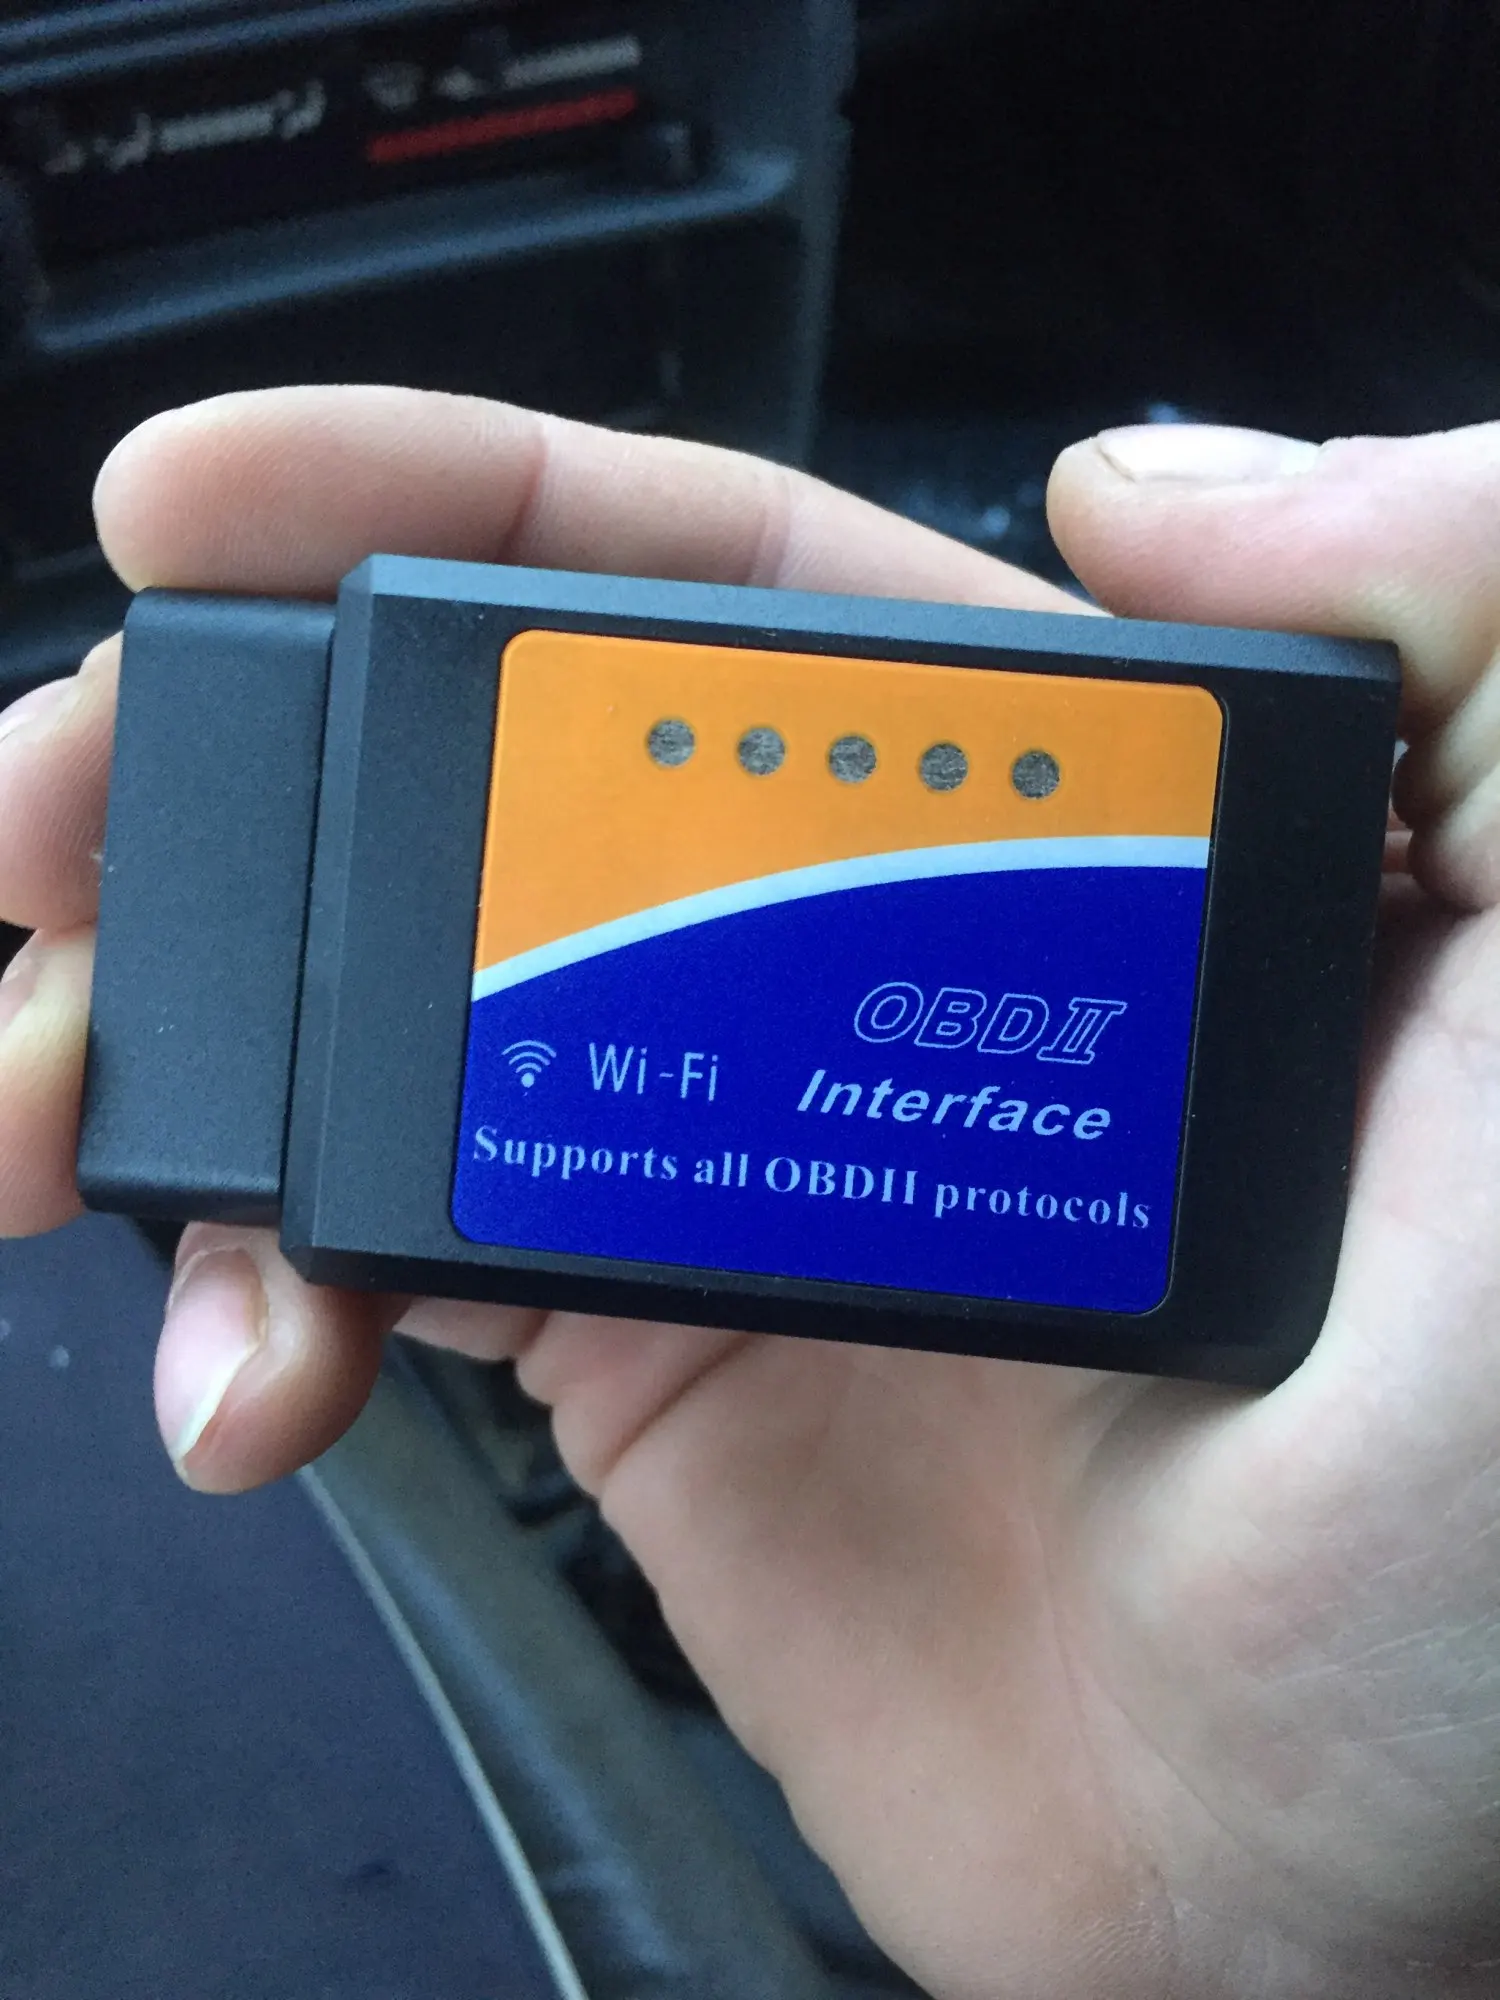 OBDII
Wi-Fi
Interface
Supports all OBDII protocols